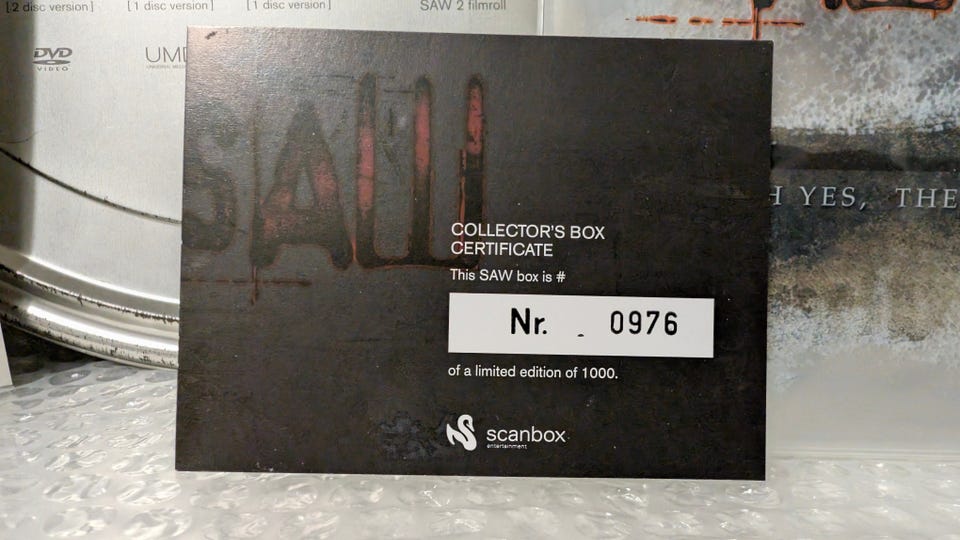 [2 disc version] [1 disc version] [1 disc version] SAW 2 filmroll
DVD
VIDEO
SAW
COLLECTOR'S BOX
CERTIFICATE
This SAW box is #
Nr. - 0976
of a limited edition of 1000.
scanbox
entertainment
YES, THE